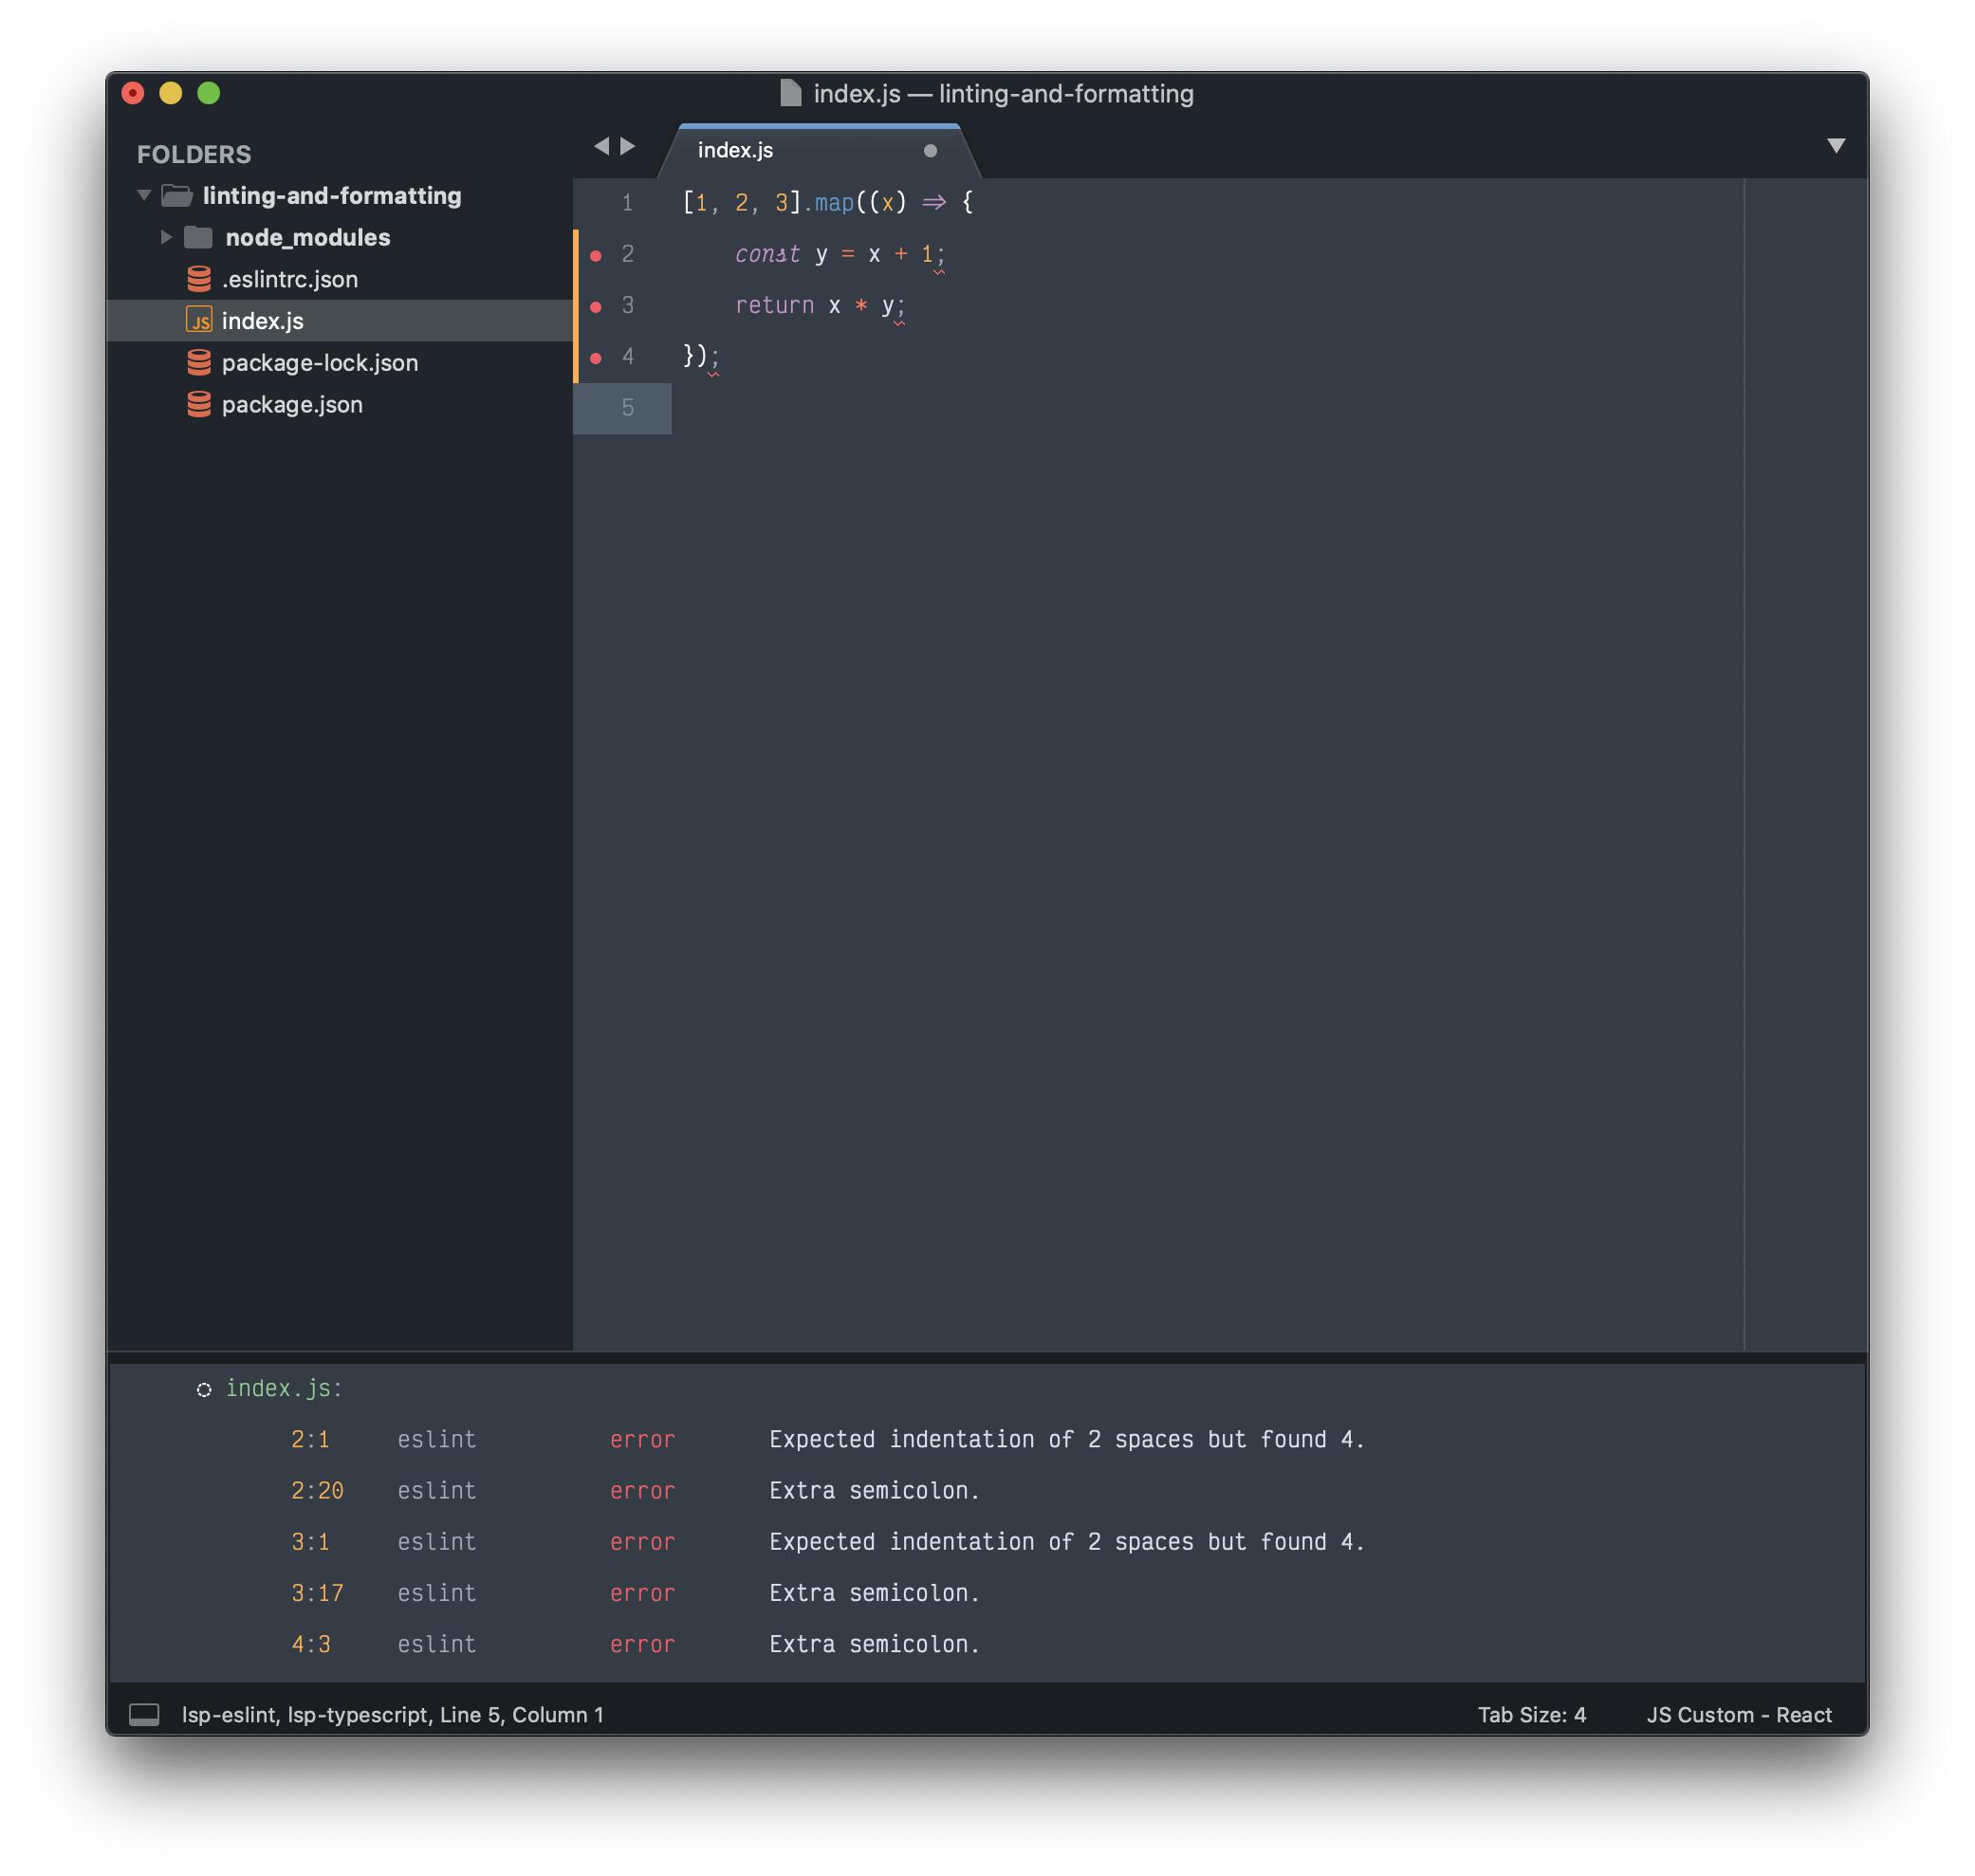 index.js — linting-and-formatting
FOLDERS
linting-and-formatting
node_modules
.eslintrc.json
JS index.js
package-lock.json
package.json
index.js
1 [1, 2, 3].map((x) => {
2     const y = x + 1;
3     return x * y;
4 });
5
index.js:
2:1 eslint error Expected indentation of 2 spaces but found 4.
2:20 eslint error Extra semicolon.
3:1 eslint error Expected indentation of 2 spaces but found 4.
3:17 eslint error Extra semicolon.
4:3 eslint error Extra semicolon.
lsp-eslint, lsp-typescript, Line 5, Column 1 Tab Size: 4 JS Custom - React